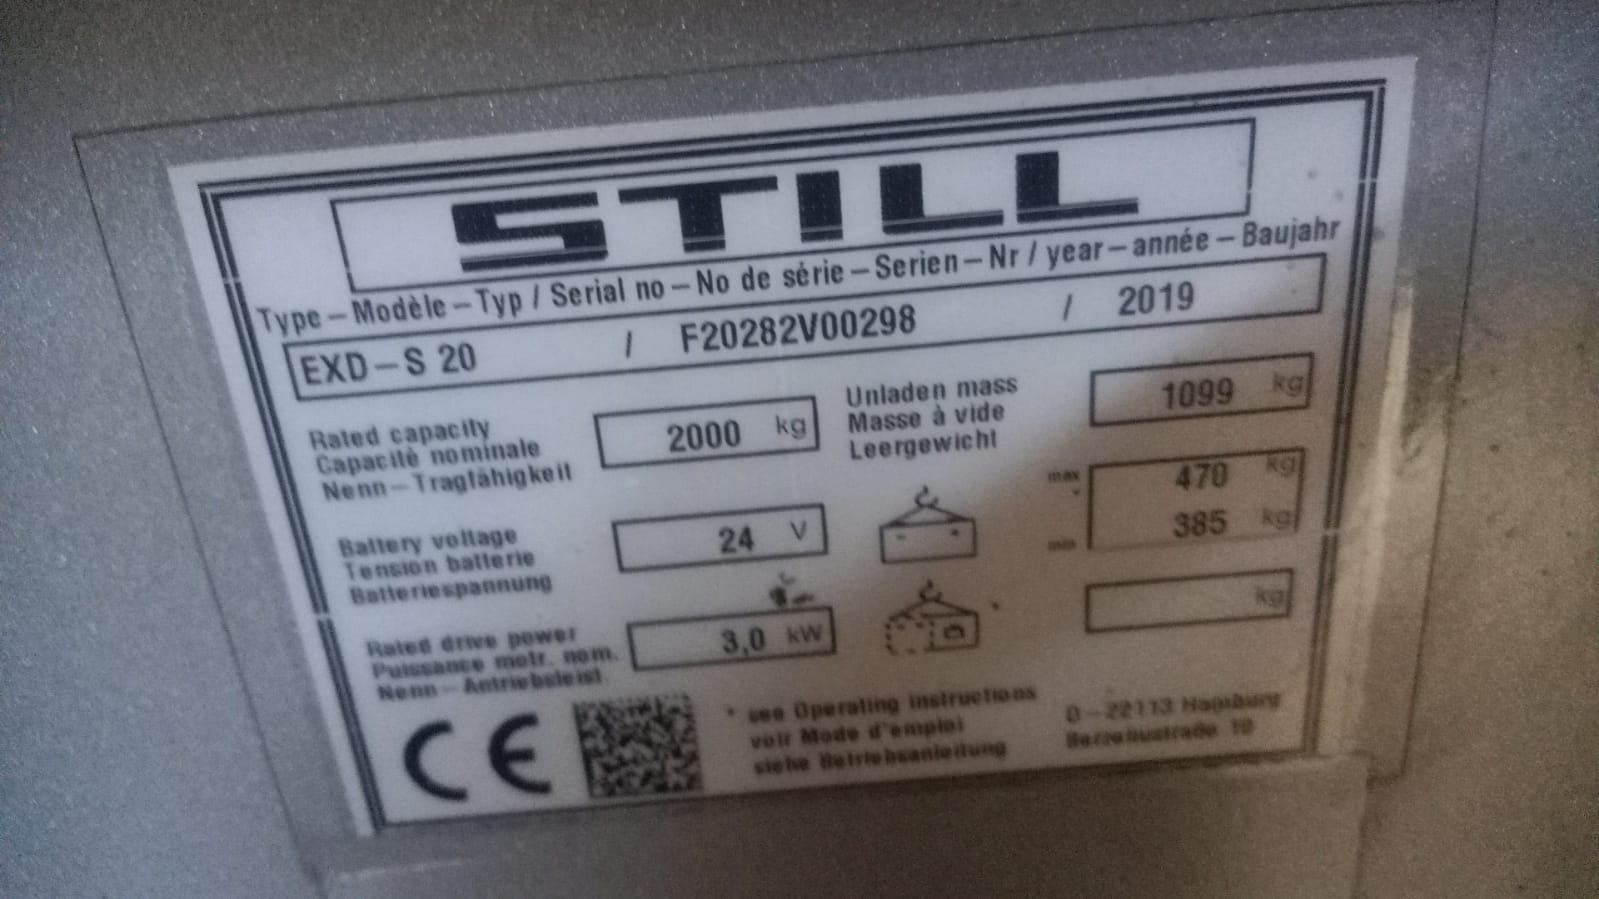 STILL
Type – Modèle – Typ / Serial no – No de série – Serien – Nr / year – année – Baujahr
EXD – S 20 / F20282V00298 / 2019
Rated capacity
Capacitè nominale
Nenn – Tragfähigkeit
2000 kg
Unladen mass
Masse à vide
Leergewicht
1099 kg
Battery voltage
Tension batterie
Batteriespannung
24 V
max
470 kg
*
385 kg
min
Rated drive power
Puissance motr. nom.
Nenn – Antriebsleist.
3,0 kW
*
kg
CE
* see Operating instructions
voir Mode d'emploi
siehe Betriebsanleitung
D – 22113 Hamburg
10